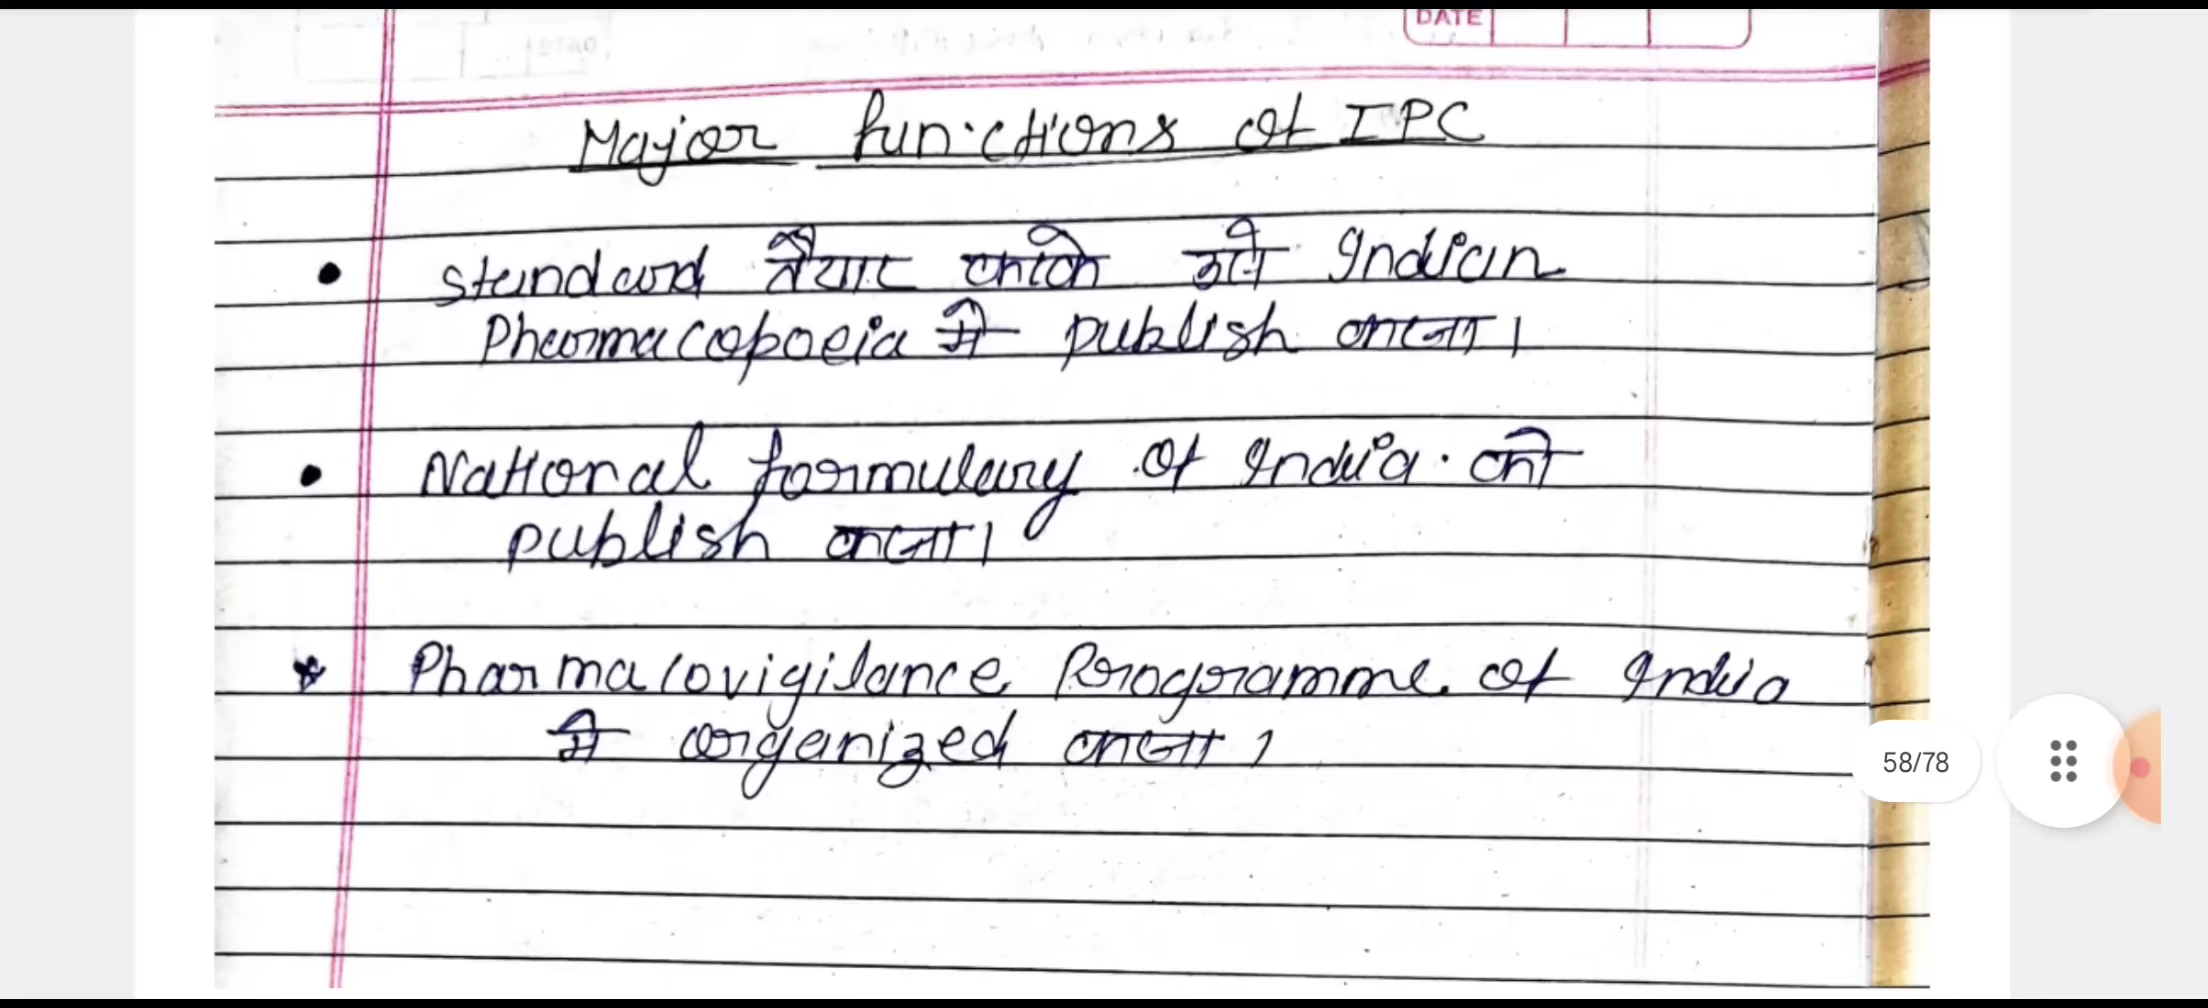 DATE
Major functions of IPC
• Standard तैयार करके उसे Indian
Pharmacopoeia में publish करना।
• National formulary of India को
publish करना।
* Pharmacovigilance Programme of India
में organized करना।
58/78